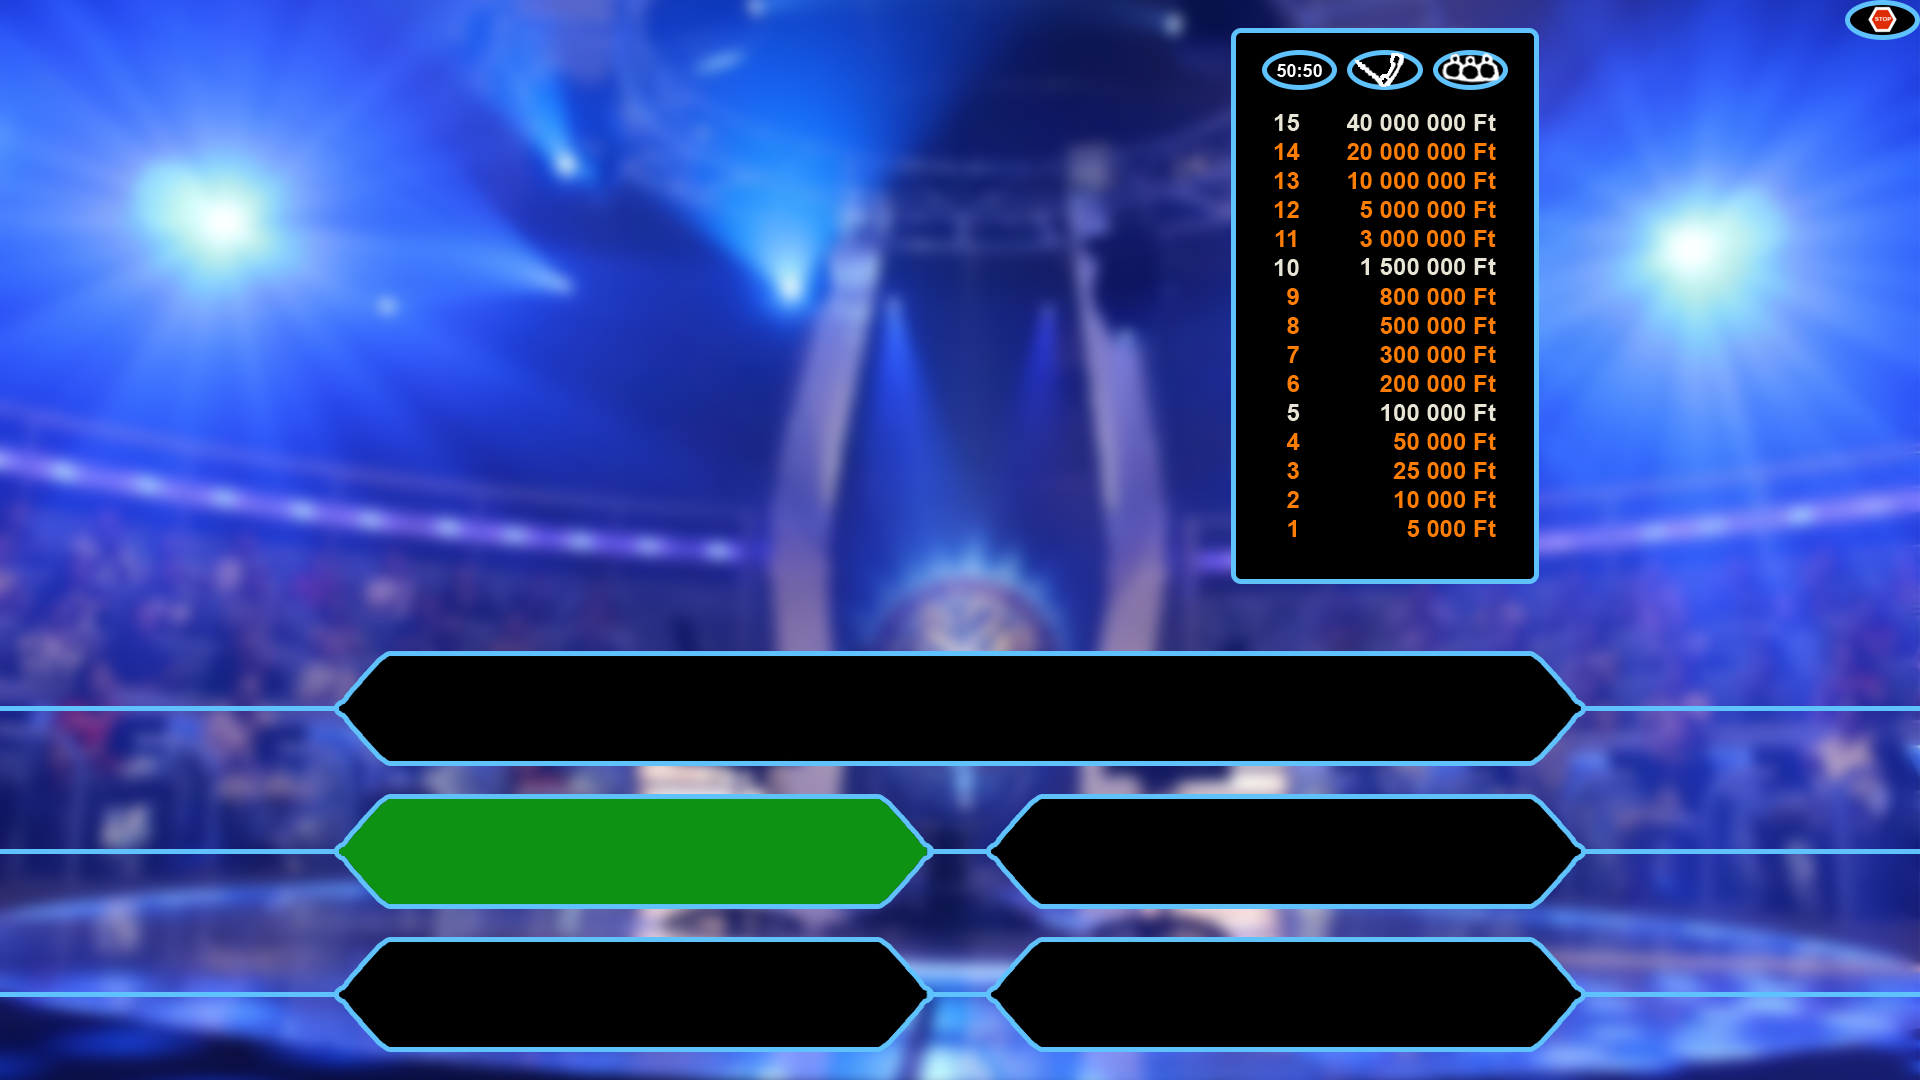 STOP
50:50
15 40 000 000 Ft
14 20 000 000 Ft
13 10 000 000 Ft
12 5 000 000 Ft
11 3 000 000 Ft
10 1 500 000 Ft
9 800 000 Ft
8 500 000 Ft
7 300 000 Ft
6 200 000 Ft
5 100 000 Ft
4 50 000 Ft
3 25 000 Ft
2 10 000 Ft
1 5 000 Ft